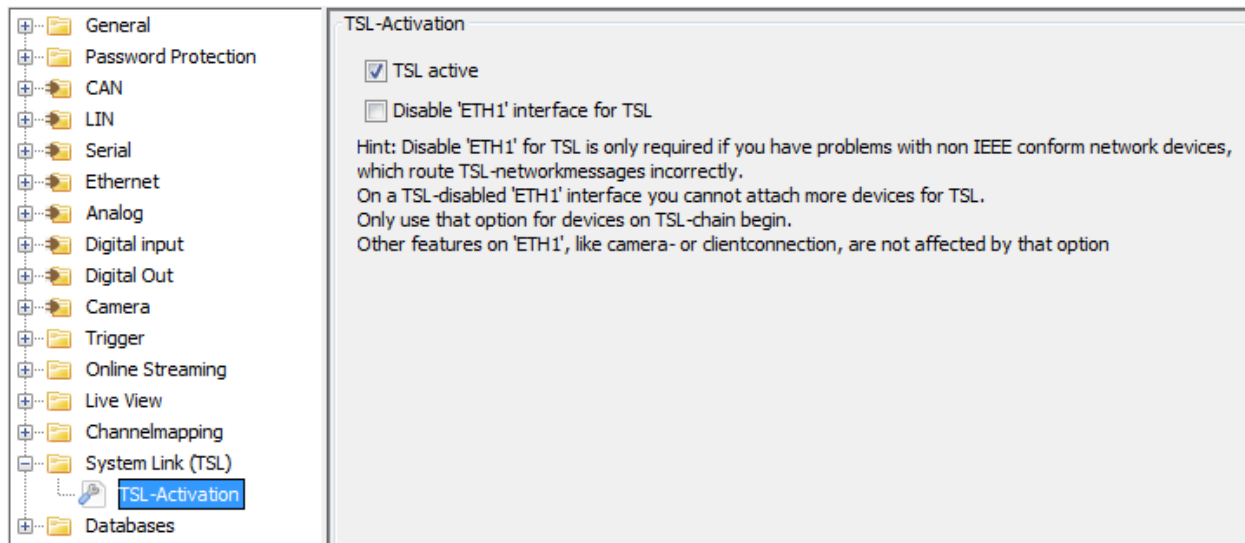 General
Password Protection
CAN
LIN
Serial
Ethernet
Analog
Digital input
Digital Out
Camera
Trigger
Online Streaming
Live View
Channelmapping
System Link (TSL)
TSL-Activation
Databases
TSL-Activation
TSL active
Disable 'ETH1' interface for TSL
Hint: Disable 'ETH1' for TSL is only required if you have problems with non IEEE conform network devices,
which route TSL-networkmessages incorrectly.
On a TSL-disabled 'ETH1' interface you cannot attach more devices for TSL.
Only use that option for devices on TSL-chain begin.
Other features on 'ETH1', like camera- or clientconnection, are not affected by that option